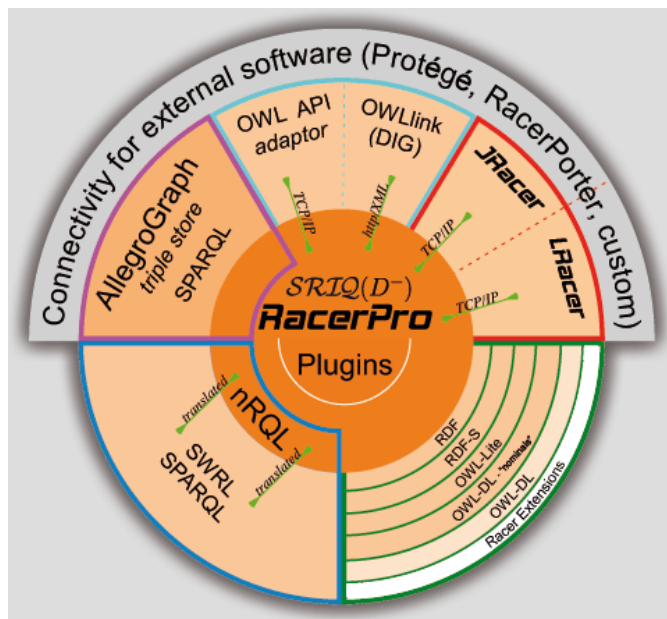 Connectivity for external software (Protégé, RacerPorter, custom)
OWL API
adaptor
OWLlink
(DIG)
JRacer
LRacer
AllegroGraph
triple store
SPARQL
TCP/IP
http/XML
TCP/IP
TCP/IP
SRIQ(D⁻)
RacerPro
Plugins
translated
nRQL
translated
SWRL
SPARQL
RDF
RDF-S
OWL-Lite
OWL-DL - "nominals"
OWL-DL
Racer Extensions